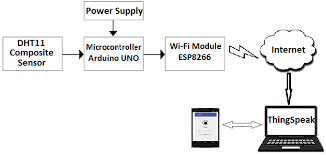 Power Supply
DHT11
Composite
Sensor
Microcontroller
Arduino UNO
Wi-Fi Module
ESP8266
Internet
ThingSpeak